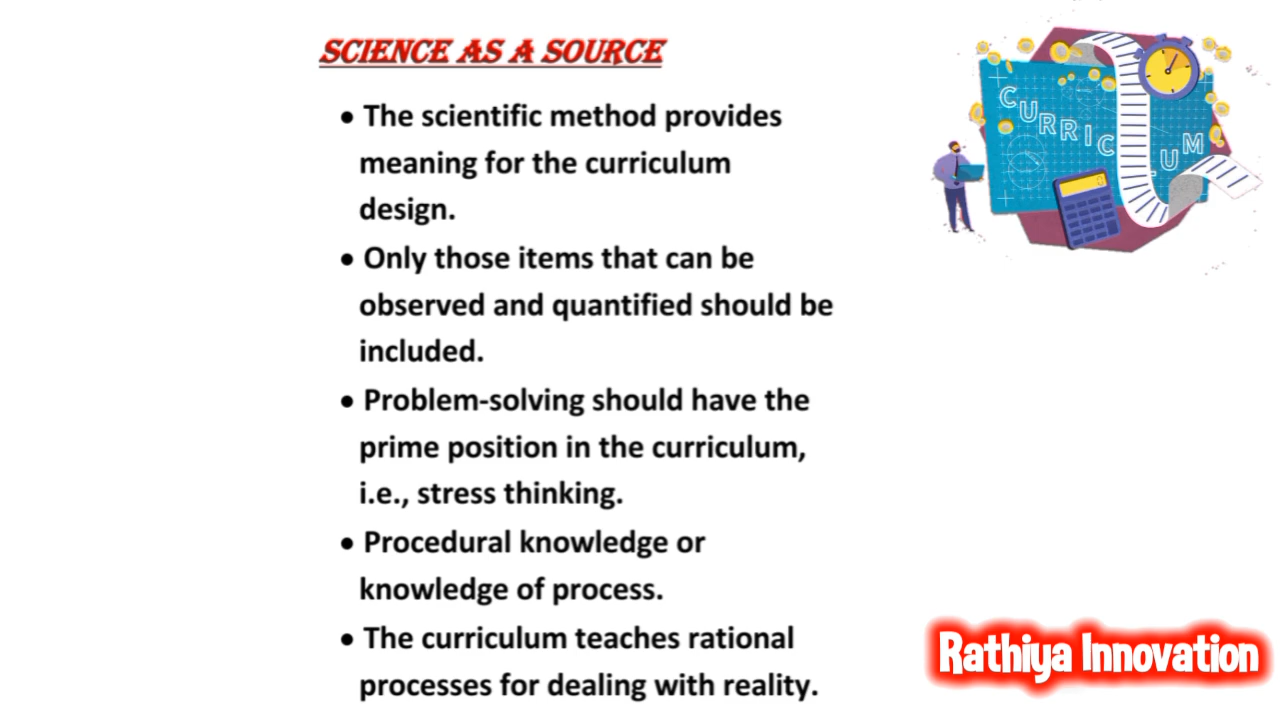 SCIENCE AS A SOURCE
• The scientific method provides
meaning for the curriculum
design.
• Only those items that can be
observed and quantified should be
included.
• Problem-solving should have the
prime position in the curriculum,
i.e., stress thinking.
• Procedural knowledge or
knowledge of process.
• The curriculum teaches rational
processes for dealing with reality.
CURRIC LUM
Rathiya Innovation